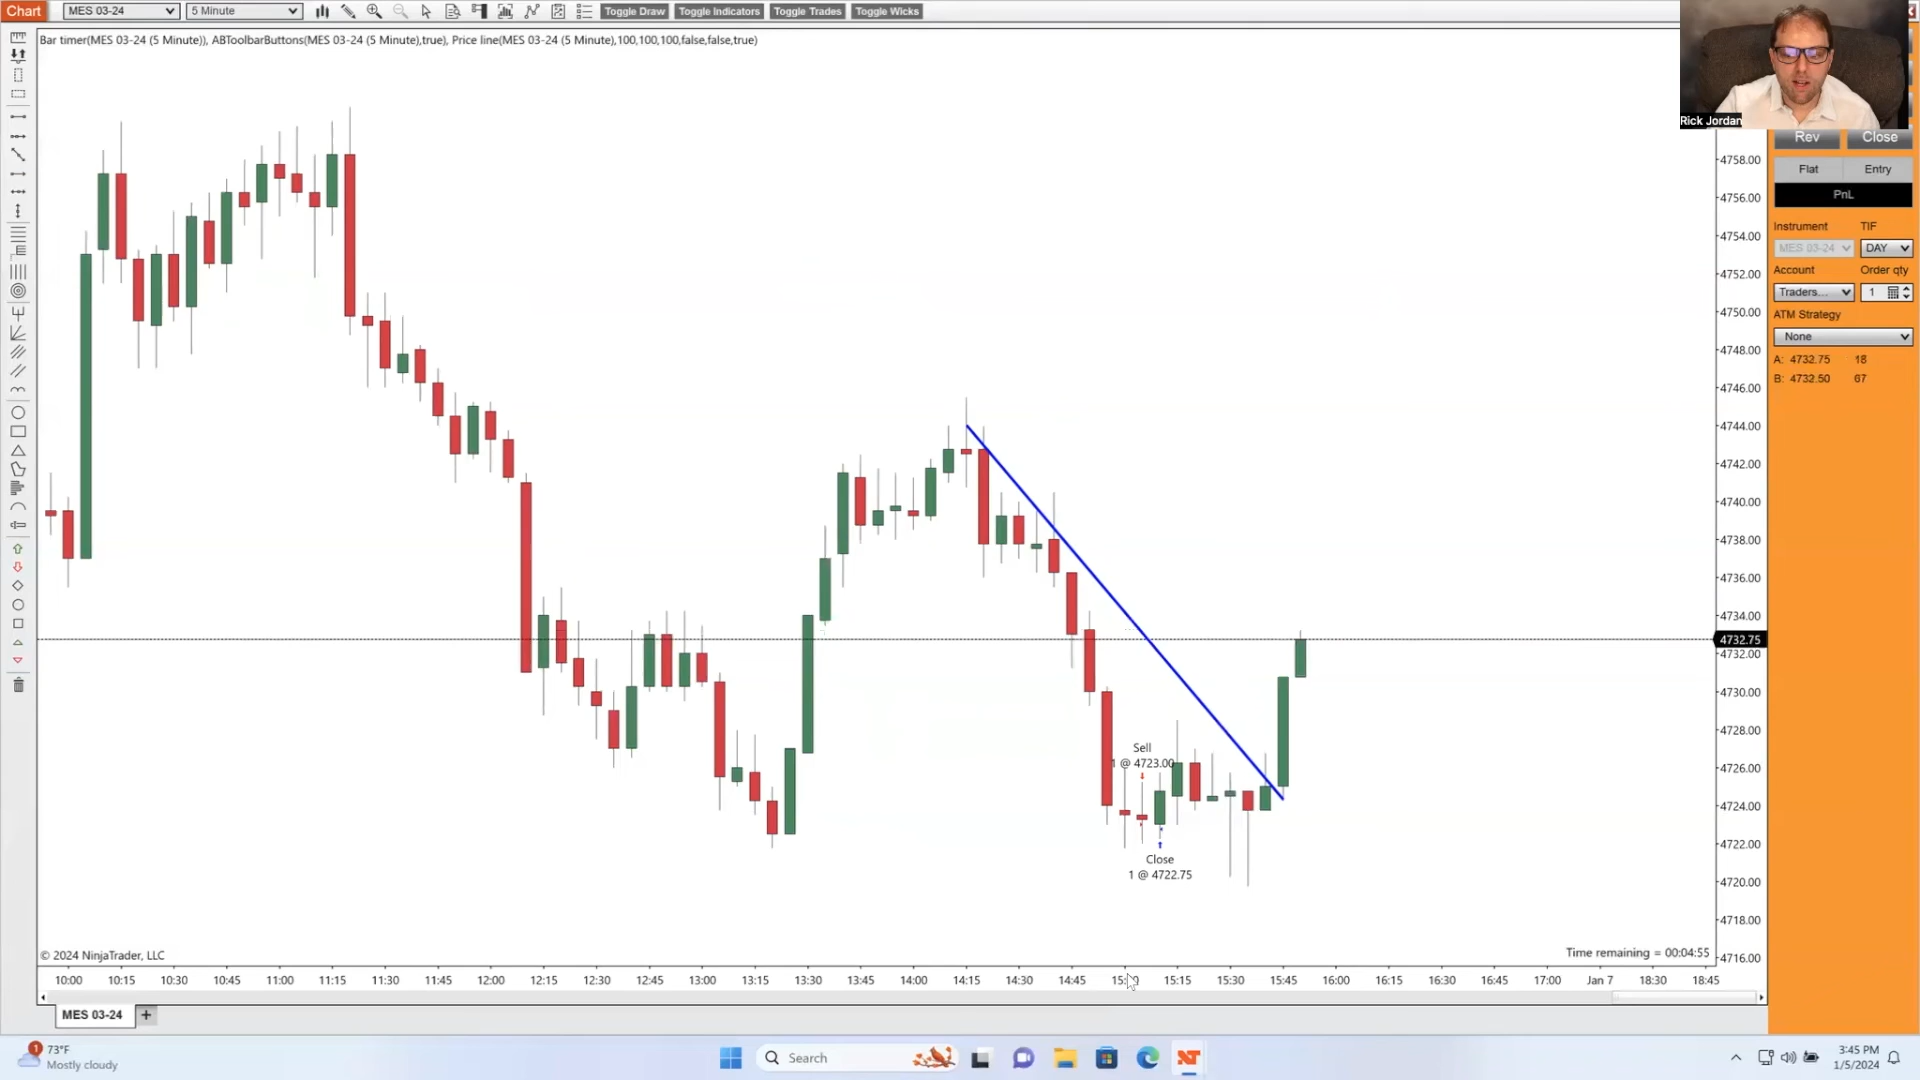 Chart MES 03-24 5 Minute Toggle Draw Toggle Indicators Toggle Trades Toggle Wicks
Bar timer(MES 03-24 (5 Minute)), ABToolbarButtons(MES 03-24 (5 Minute),true), Price line(MES 03-24 (5 Minute),100,100,100,false,false,true)
Rick Jordan
Rev Close
Flat Entry
PnL
Instrument TIF
MES 03-24 DAY
Account Order qty
Traders... 1
ATM Strategy
None
A: 4732.75 18
B: 4732.50 67
4758.00
4756.00
4754.00
4752.00
4750.00
4748.00
4746.00
4744.00
4742.00
4740.00
4738.00
4736.00
4734.00
4732.75
4732.00
4730.00
4728.00
4726.00
4724.00
4722.00
4720.00
4718.00
4716.00
Sell
1 @ 4723.00
Close
1 @ 4722.75
© 2024 NinjaTrader, LLC
Time remaining = 00:04:55
10:00 10:15 10:30 10:45 11:00 11:15 11:30 11:45 12:00 12:15 12:30 12:45 13:00 13:15 13:30 13:45 14:00 14:15 14:30 14:45 15:00 15:15 15:30 15:45 16:00 16:15 16:30 16:45 17:00 Jan 7 18:30 18:45
MES 03-24 +
1
73°F
Mostly cloudy
Search
3:45 PM
1/5/2024